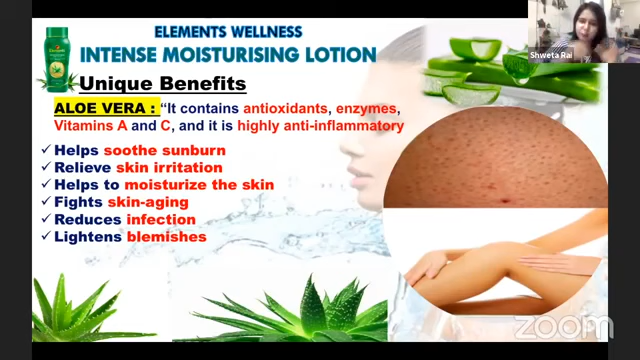 ELEMENTS WELLNESS
INTENSE MOISTURISING LOTION
Unique Benefits
ALOE VERA : “It contains antioxidants, enzymes,
Vitamins A and C, and it is highly anti-inflammatory
✓Helps soothe sunburn
✓Relieve skin irritation
✓Helps to moisturize the skin
✓Fights skin-aging
✓Reduces infection
✓Lightens blemishes
Shweta Rai
zoom